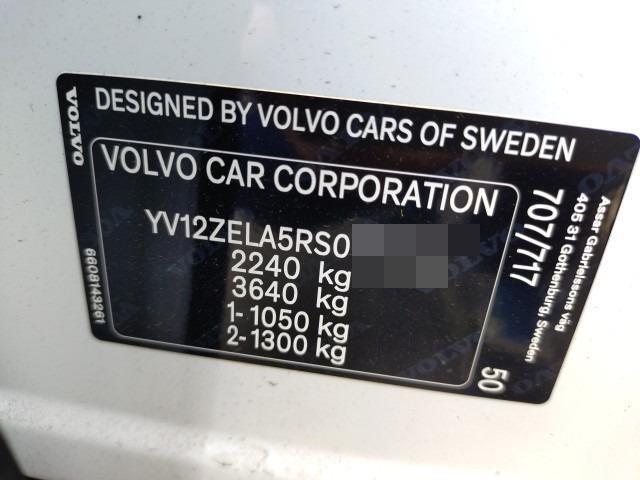 DESIGNED BY VOLVO CARS OF SWEDEN
VOLVO
VOLVO CAR CORPORATION
YV12ZELA5RS0
2240 kg
3640 kg
1-1050 kg
2-1300 kg
6608143261
707/717
Assar Gabrielssons väg
405 31 Gothenburg, Sweden
50